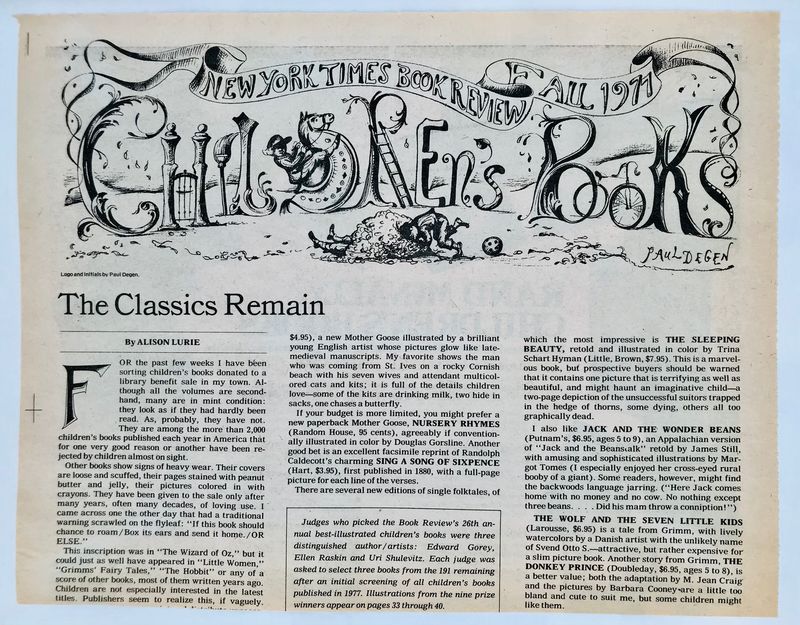 NEW YORK TIMES BOOK REVIEW FALL 1977
CHILDREN'S BOOKS
PAUL DEGEN
Logo and initials by Paul Degen.
The Classics Remain
By ALISON LURIE
FOR the past few weeks I have been
sorting children's books donated to a
library benefit sale in my town. Al-
though all the volumes are second-
hand, many are in mint condition:
they look as if they had hardly been
read. As, probably, they have not.
They are among the more than 2,000
children's books published each year in America that
for one very good reason or another have been re-
jected by children almost on sight.
Other books show signs of heavy wear. Their covers
are loose and scuffed, their pages stained with peanut
butter and jelly, their pictures colored in with
crayons. They have been given to the sale only after
many years, often many decades, of loving use. I
came across one the other day that had a traditional
warning scrawled on the flyleaf: "If this book should
chance to roam/Box its ears and send it home./OR
ELSE."
This inscription was in "The Wizard of Oz," but it
could just as well have appeared in "Little Women,"
"Grimms' Fairy Tales," "The Hobbit" or any of a
score of other books, most of them written years ago.
Children are not especially interested in the latest
titles. Publishers seem to realize this, if vaguely.
$4.95), a new Mother Goose illustrated by a brilliant
young English artist whose pictures glow like late-
medieval manuscripts. My favorite shows the man
who was coming from St. Ives on a rocky Cornish
beach with his seven wives and attendant multicol-
ored cats and kits; it is full of the details children
love—some of the kits are drinking milk, two hide in
sacks, one chases a butterfly.
If your budget is more limited, you might prefer a
new paperback Mother Goose, NURSERY RHYMES
(Random House, 95 cents), agreeably if convention-
ally illustrated in color by Douglas Gorsline. Another
good bet is an excellent facsimile reprint of Randolph
Caldecott's charming SING A SONG OF SIXPENCE
(Hart, $3.95), first published in 1880, with a full-page
picture for each line of the verses.
There are several new editions of single folktales, of
Judges who picked the Book Review's 26th an-
nual best-illustrated children's books were three
distinguished author/artists: Edward Gorey,
Ellen Raskin and Uri Shulevitz. Each judge was
asked to select three books from the 191 remaining
after an initial screening of all children's books
published in 1977. Illustrations from the nine prize
winners appear on pages 33 through 40.
which the most impressive is THE SLEEPING
BEAUTY, retold and illustrated in color by Trina
Schart Hyman (Little, Brown, $7.95). This is a marvel-
ous book, but prospective buyers should be warned
that it contains one picture that is terrifying as well as
beautiful, and might haunt an imaginative child—a
two-page depiction of the unsuccessful suitors trapped
in the hedge of thorns, some dying, others all too
graphically dead.
I also like JACK AND THE WONDER BEANS
(Putnam's, $6.95, ages 5 to 9), an Appalachian version
of "Jack and the Beanstalk" retold by James Still,
with amusing and sophisticated illustrations by Mar-
got Tomes (I especially enjoyed her cross-eyed rural
booby of a giant). Some readers, however, might find
the backwoods language jarring. ("Here Jack comes
home with no money and no cow. No nothing except
three beans. . . . Did his mam throw a conniption!")
THE WOLF AND THE SEVEN LITTLE KIDS
(Larousse, $6.95) is a tale from Grimm, with lively
watercolors by a Danish artist with the unlikely name
of Svend Otto S.—attractive, but rather expensive for
a slim picture book. Another story from Grimm, THE
DONKEY PRINCE (Doubleday, $6.95, ages 5 to 8), is
a better value; both the adaptation by M. Jean Craig
and the pictures by Barbara Cooney are a little too
bland and cute to suit me, but some children might
like them.